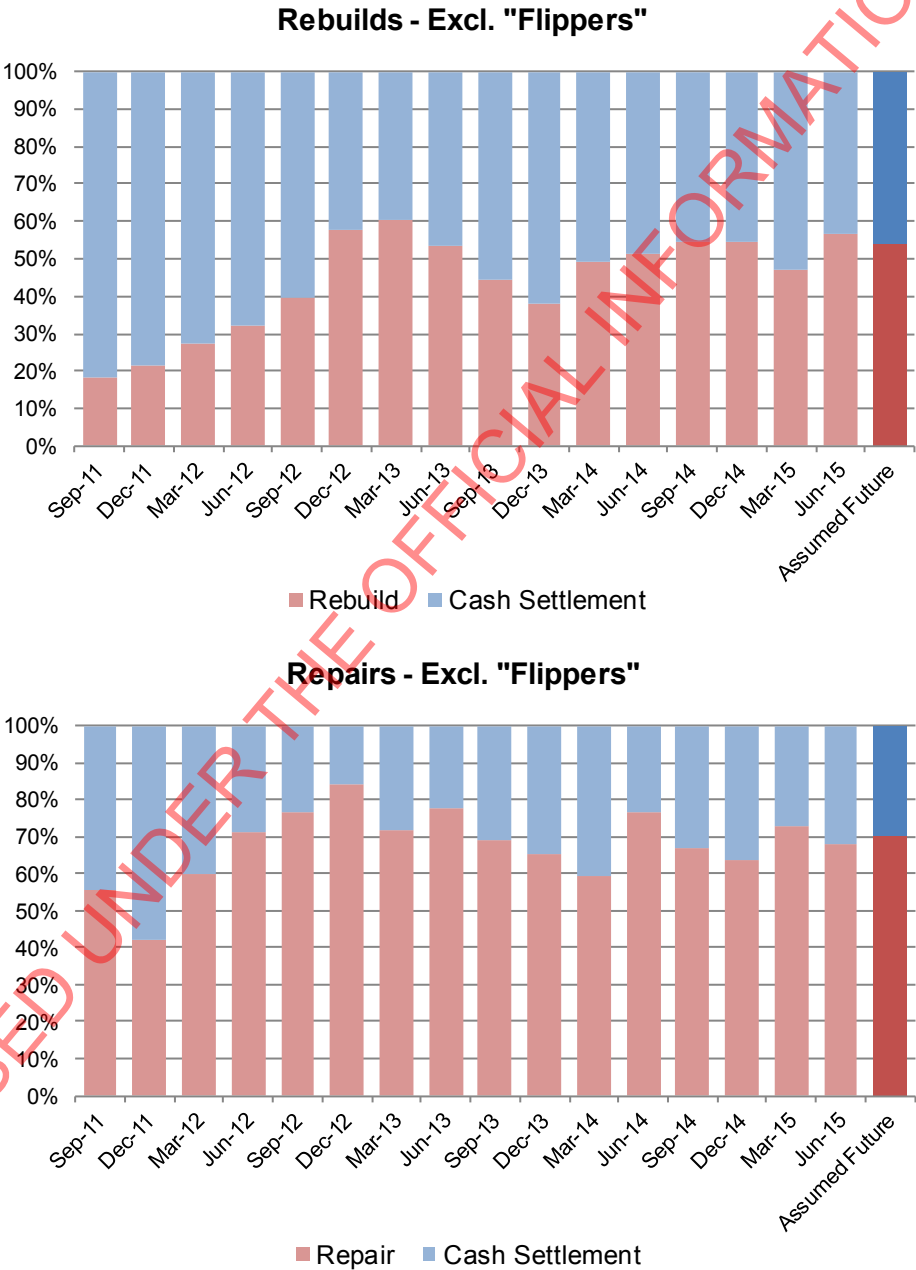 Rebuilds - Excl. "Flippers"
100%
90%
80%
70%
60%
50%
40%
30%
20%
10%
0%
Sep-11
Dec-11
Mar-12
Jun-12
Sep-12
Dec-12
Mar-13
Jun-13
Sep-13
Dec-13
Mar-14
Jun-14
Sep-14
Dec-14
Mar-15
Jun-15
Assumed Future
Rebuild Cash Settlement
Repairs - Excl. "Flippers"
100%
90%
80%
70%
60%
50%
40%
30%
20%
10%
0%
Sep-11
Dec-11
Mar-12
Jun-12
Sep-12
Dec-12
Mar-13
Jun-13
Sep-13
Dec-13
Mar-14
Jun-14
Sep-14
Dec-14
Mar-15
Jun-15
Assumed Future
Repair Cash Settlement
SED UNDER THE OFFICIAL INFORMATIO